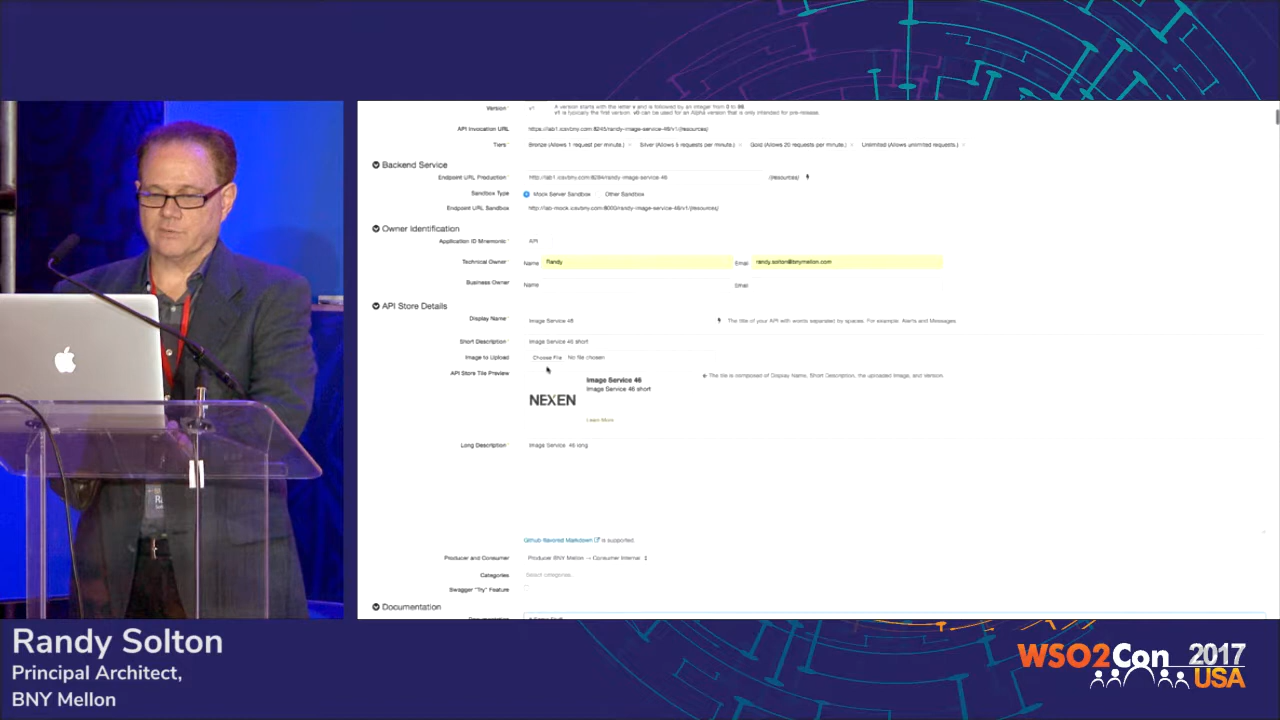 Version*
v1
A version starts with the letter v and is followed by an integer from 0 to 98
v1 is typically the first version. v0 can be used for an Alpha version that is only intended for pre-release.
API Invocation URL
Tiers*
Bronze (Allows 1 request per minute.) × Silver (Allows 5 requests per minute.) × Gold (Allows 20 requests per minute.) × Unlimited (Allows unlimited requests.) ×
Backend Service
Endpoint URL Production*
/{resources}/
Sandbox Type
Mock Server Sandbox
Other Sandbox
Endpoint URL Sandbox
Owner Identification
Application ID Mnemonic*
API
Technical Owner*
Name
Randy
Email
randy.solton@bnymellon.com
Business Owner
Name
Email
API Store Details
Display Name*
Image Service 46
The title of your API with words separated by spaces. For example: Alerts and Messages
Short Description*
Image Service 46 short
Image to Upload
Choose File No file chosen
API Store Tile Preview
Image Service 46
Image Service 46 short
NEXEN
Learn More
← The tile is composed of Display Name, Short Description, the uploaded Image, and Version.
Long Description*
Image Service 46 long
Github-flavored Markdown is supported.
Producer and Consumer
Producer BNY Mellon → Consumer Internal
Categories
Select categories
Swagger "Try" Feature
Documentation
Randy Solton
Principal Architect,
BNY Mellon
WSO2Con 2017
USA